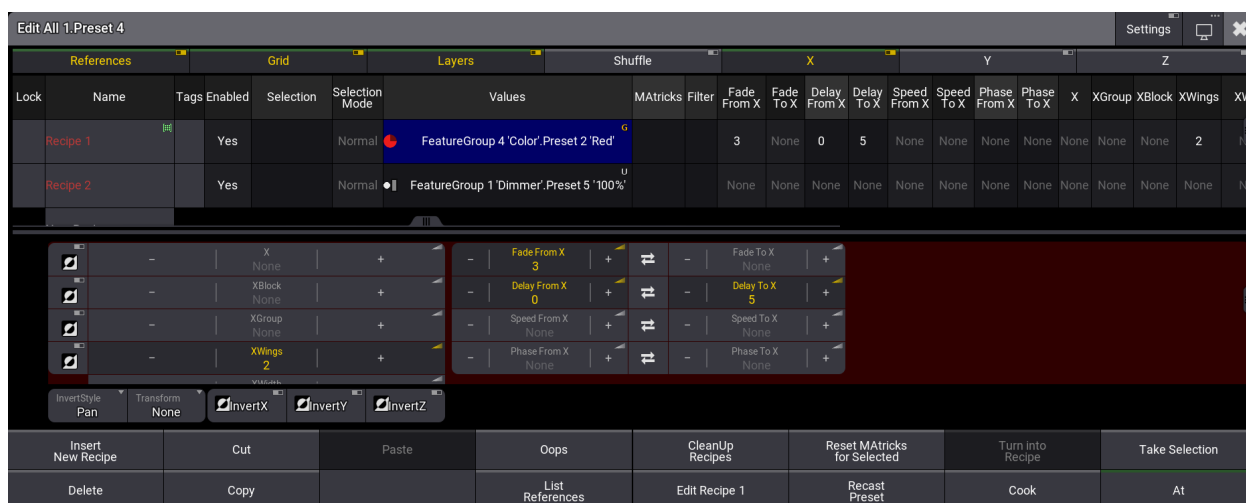 Edit All 1.Preset 4
Settings
References Grid Layers Shuffle X Y Z
Lock Name Tags Enabled Selection Selection Mode Values MAtricks Filter Fade From X Fade To X Delay From X Delay To X Speed From X Speed To X Phase From X Phase To X X XGroup XBlock XWings
G
Recipe 1 Yes Normal FeatureGroup 4 'Color'.Preset 2 'Red' 3 None 0 5 None None None None None None None 2
U
Recipe 2 Yes Normal FeatureGroup 1 'Dimmer'.Preset 5 '100%' None None None None None None None None None None None None
– X None + – Fade From X 3 + – Fade To X None +
– XBlock None + – Delay From X 0 + – Delay To X 5 +
– XGroup None + – Speed From X None + – Speed To X None +
– XWings 2 + – Phase From X None + – Phase To X None +
XWidth
InvertStyle Pan Transform None InvertX InvertY InvertZ
Insert New Recipe Cut Paste Oops CleanUp Recipes Reset MAtricks for Selected Turn into Recipe Take Selection
Delete Copy List References Edit Recipe 1 Recast Preset Cook At